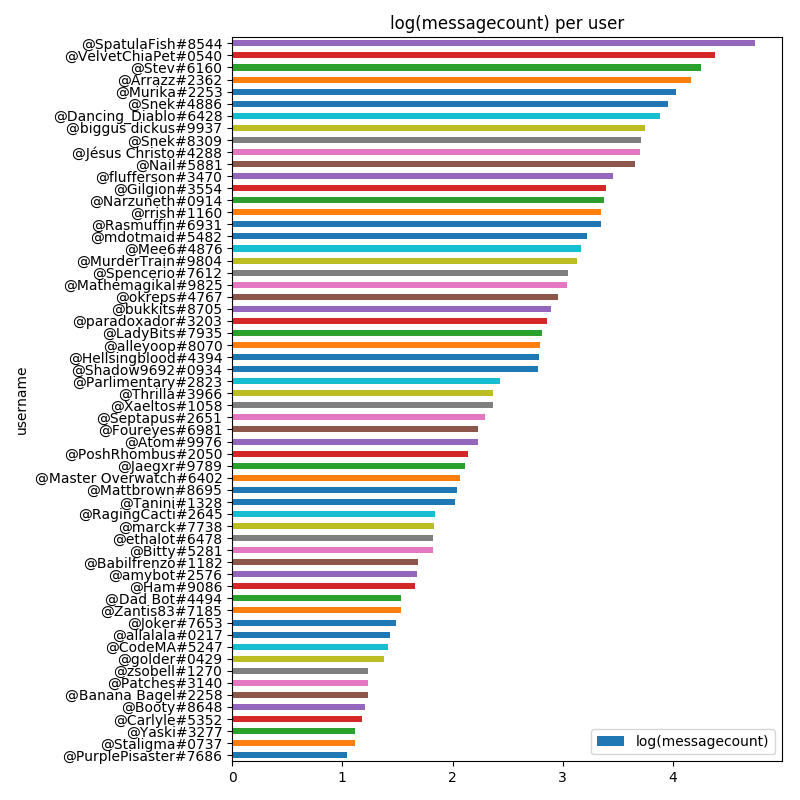 log(messagecount) per user
username
@SpatulaFish#8544
@VelvetChiaPet#0540
@Stev#6160
@Arrazz#2362
@Murika#2253
@Snek#4886
@Dancing_Diablo#6428
@biggus dickus#9937
@Snek#8309
@Jésus Christo#4288
@Nail#5881
@flufferson#3470
@Gilgion#3554
@Narzuneth#0914
@rrish#1160
@Rasmuffin#6931
@mdotmaid#5482
@Mee6#4876
@MurderTrain#9804
@Spencerio#7612
@Mathemagikal#9825
@okreps#4767
@bukkits#8705
@paradoxador#3203
@LadyBits#7935
@alleyoop#8070
@Hellsingblood#4394
@Shadow9692#0934
@Parlimentary#2823
@Thrilla#3966
@Xaeltos#1058
@Septapus#2651
@Foureyes#6981
@Atom#9976
@PoshRhombus#2050
@Jaegxr#9789
@Master Overwatch#6402
@Mattbrown#8695
@Tanini#1328
@RagingCacti#2645
@marck#7738
@ethalot#6478
@Bitty#5281
@Babilfrenzo#1182
@amybot#2576
@Ham#9086
@Dad Bot#4494
@Zantis83#7185
@Joker#7653
@allalala#0217
@CodeMA#5247
@golder#0429
@zsobell#1270
@Patches#3140
@Banana Bagel#2258
@Booty#8648
@Carlyle#5352
@Yaski#3277
@Staligma#0737
@PurplePisaster#7686
log(messagecount)
0 1 2 3 4